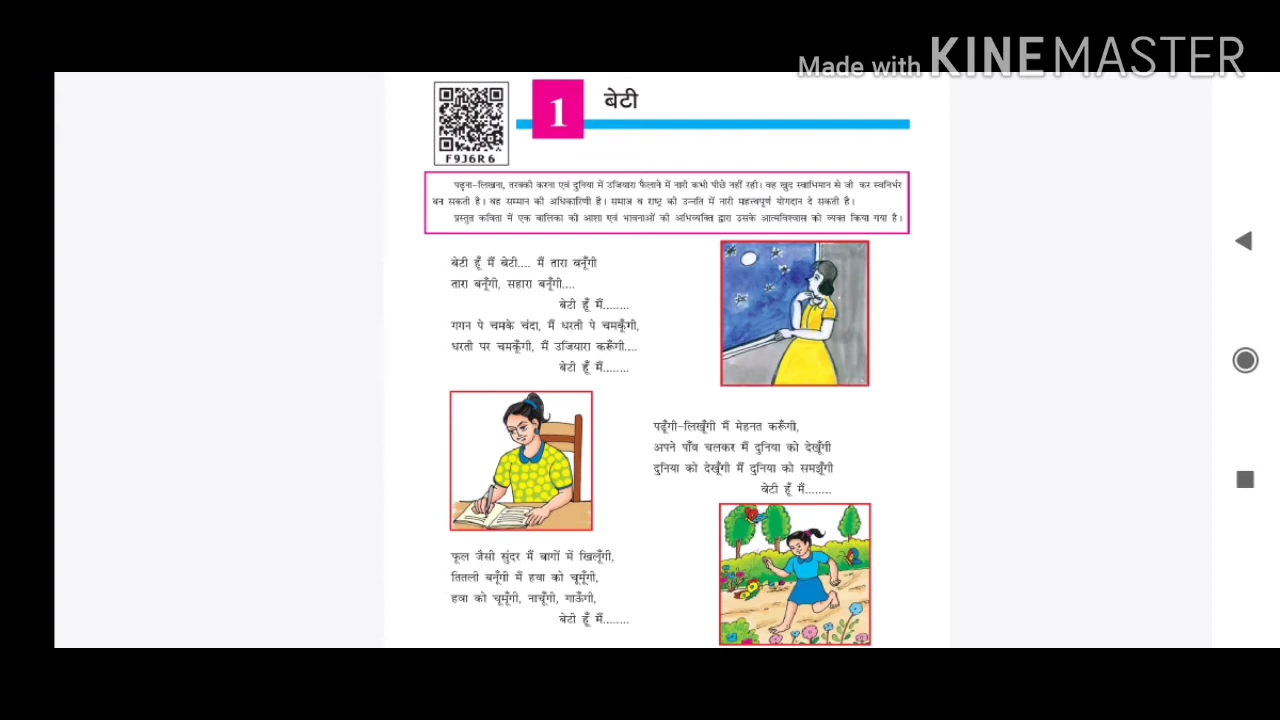 Made with KINEMASTER
F9J6R6
1
बेटी
पढ़ना-लिखना, तरक्की करना एवं दुनिया में उजियारा फैलाने में नारी कभी पीछे नहीं रही। वह खुद स्वाभिमान से जी कर स्वनिर्भर
बन सकती है। वह सम्मान की अधिकारिणी है। समाज व राष्ट्र की उन्नति में नारी महत्त्वपूर्ण योगदान दे सकती है।
प्रस्तुत कविता में एक बालिका की आशा एवं भावनाओं की अभिव्यक्ति द्वारा उसके आत्मविश्वास को व्यक्त किया गया है।
बेटी हूँ मैं बेटी.... मैं तारा बनूँगी
तारा बनूँगी, सहारा बनूँगी....
बेटी हूँ मैं........
गगन पे चमके चंदा, मैं धरती पे चमकूँगी,
धरती पर चमकूँगी, मैं उजियारा करूँगी....
बेटी हूँ मैं........
पढ़ूँगी-लिखूँगी मैं मेहनत करूँगी,
अपने पाँव चलकर मैं दुनिया को देखूँगी
दुनिया को देखूँगी मैं दुनिया को समझूँगी
बेटी हूँ मैं........
फूल जैसी सुंदर मैं बागों में खिलूँगी,
तितली बनूँगी मैं हवा को चूमूँगी,
हवा को चूमूँगी, नाचूँगी, गाऊँगी,
बेटी हूँ मैं........